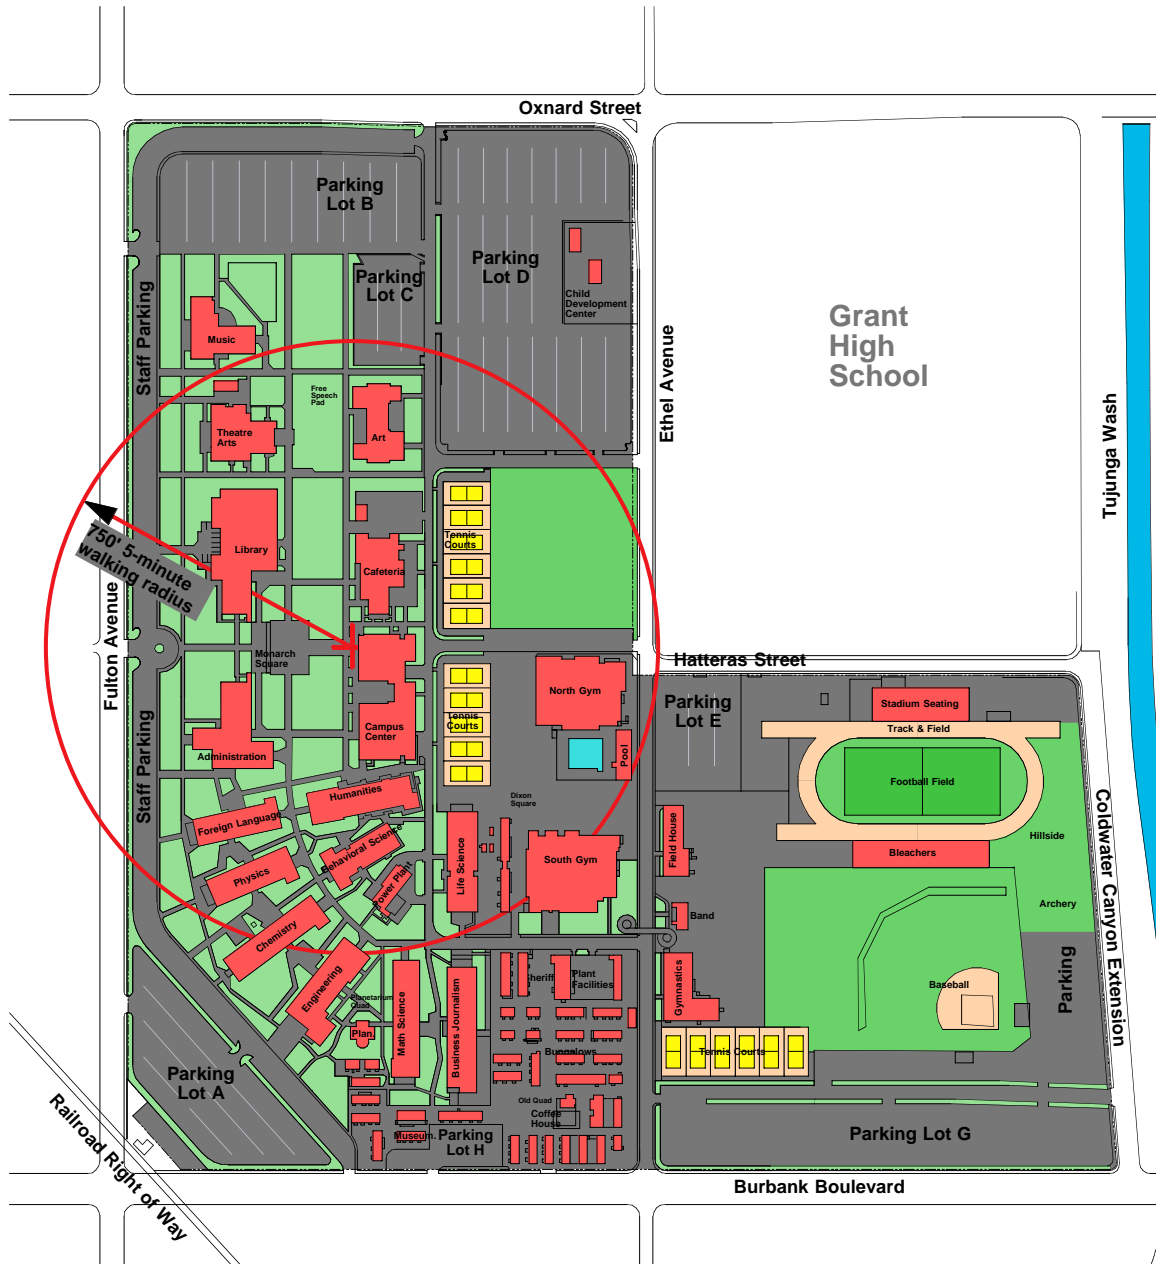 Oxnard Street
Parking
Lot B
Parking
Lot C
Parking
Lot D
Child
Development
Center
Grant
High
School
Staff Parking
Music
Free
Speech
Pad
Ethel Avenue
Tujunga Wash
Theatre
Arts
Art
750' 5-minute
walking radius
Library
Tennis
Courts
Cafeteria
Fulton Avenue
Monarch
Square
Hatteras Street
North Gym
Parking
Lot E
Stadium Seating
Track & Field
Campus
Center
Tennis
Courts
Administration
Staff Parking
Pool
Football Field
Humanities
Dixon
Square
Foreign Language
Behavioral Science
Field House
Hillside
Coldwater Canyon Extension
Physics
Power Plant
Life Science
South Gym
Bleachers
Archery
Chemistry
Band
Engineering
Sheriff
Plant
Facilities
Gymnastics
Baseball
Parking
Planetarium
Quad
Math Science
Business Journalism
Plan.
Bungalows
Tennis Courts
Parking
Lot A
Old Quad
Coffee
House
Museum.
Parking
Lot H
Parking Lot G
Railroad Right of Way
Burbank Boulevard